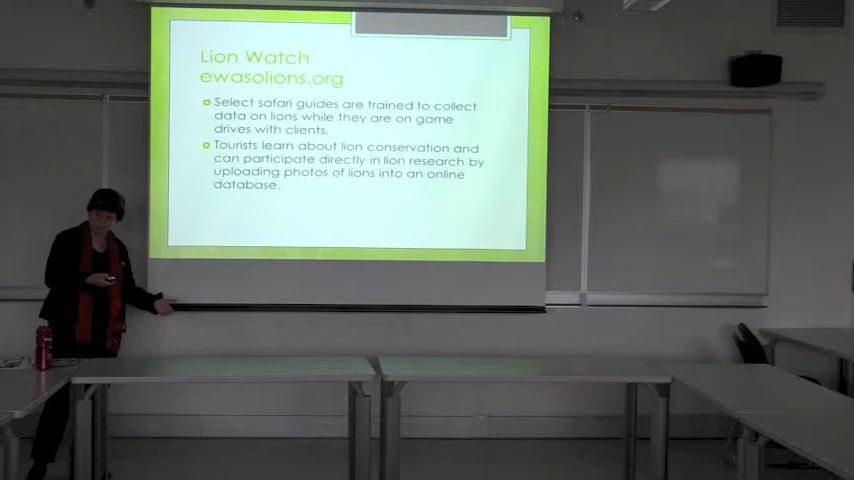 Lion Watch
ewasolions.org
Select safari guides are trained to collect
data on lions while they are on game
drives with clients.
Tourists learn about lion conservation and
can participate directly in lion research by
uploading photos of lions into an online
database.